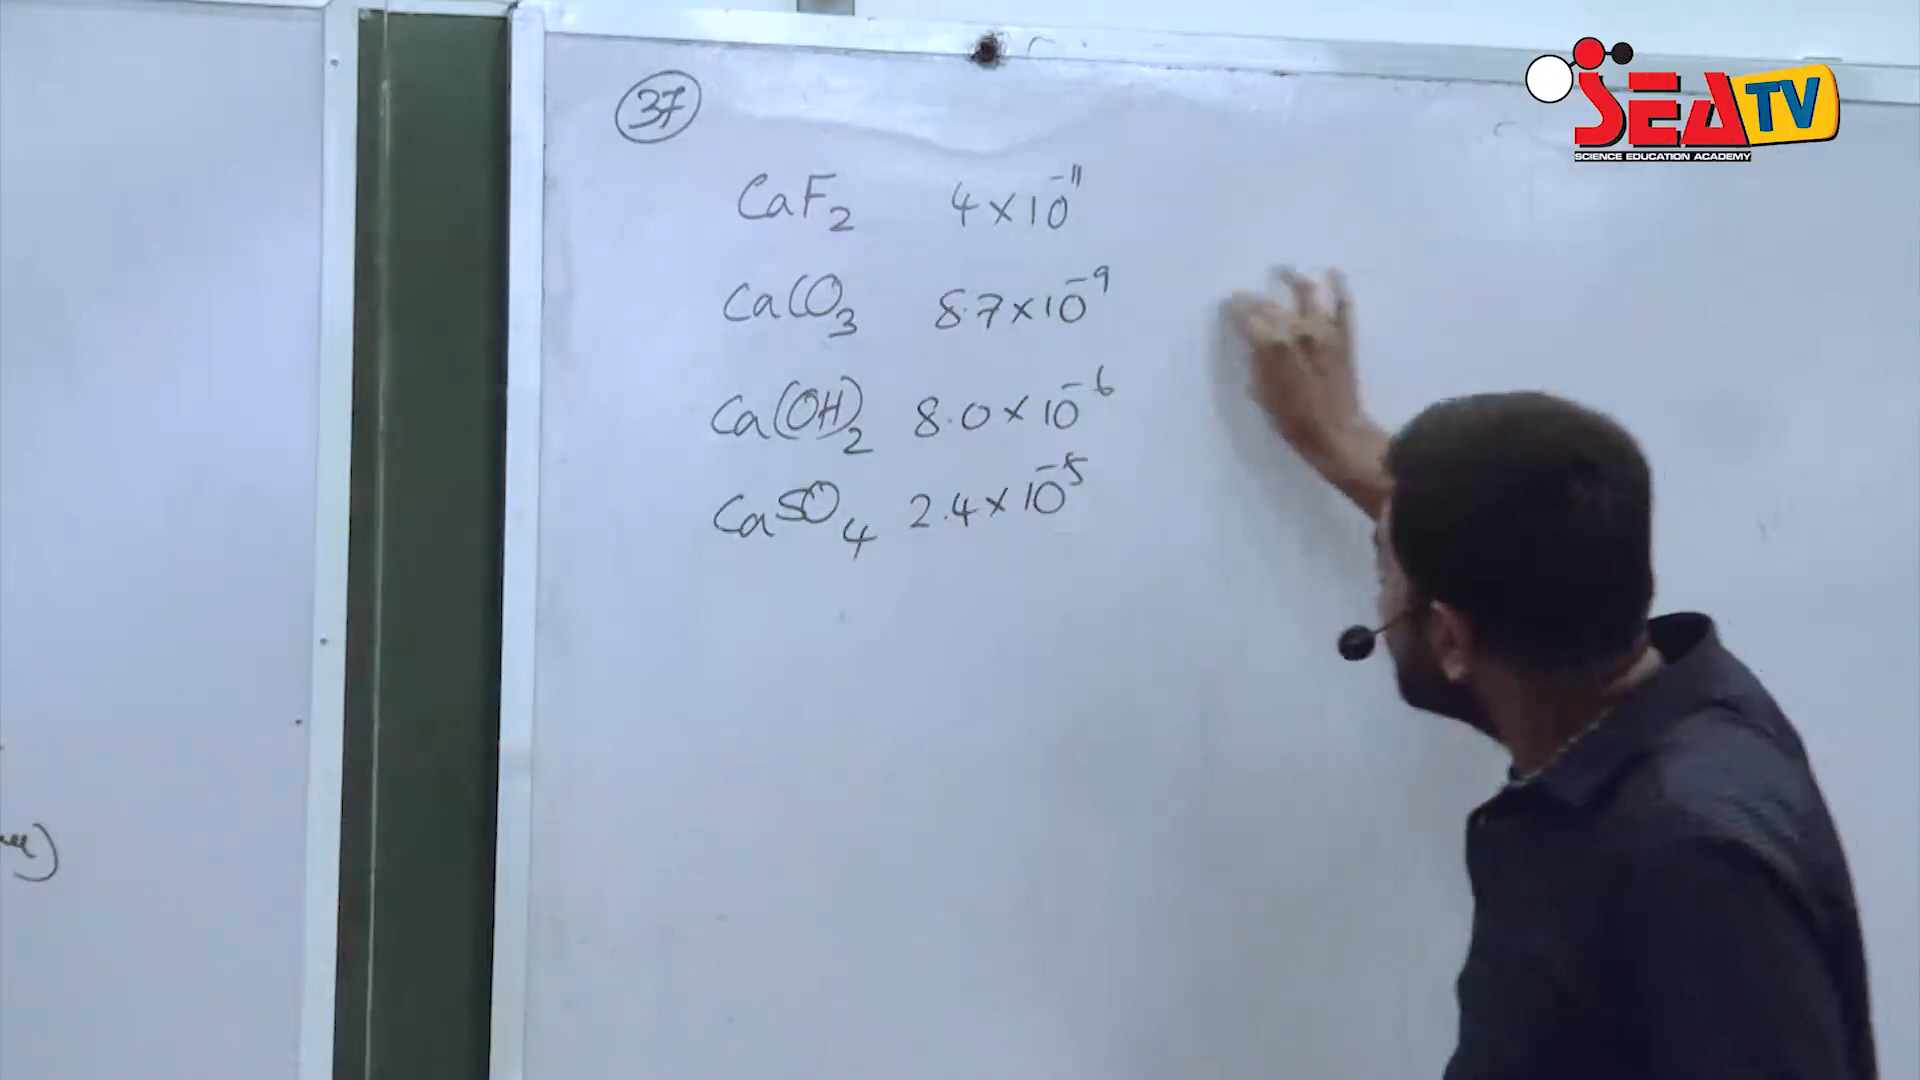 SEA TV
SCIENCE EDUCATION ACADEMY
37
CaF₂ 4×10⁻¹¹
CaCO₃ 8.7×10⁻⁹
Ca(OH)₂ 8.0×10⁻⁶
CaSO₄ 2.4×10⁻⁵